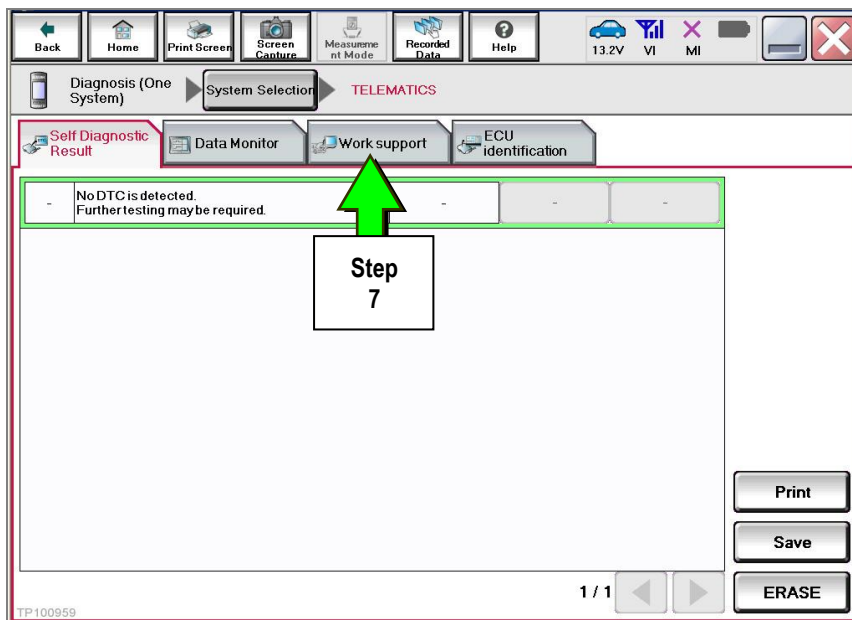 Back
Home
Print Screen
Screen
Capture
Measureme
nt Mode
Recorded
Data
Help
13.2V
VI
MI
Diagnosis (One
System)
System Selection
TELEMATICS
Self Diagnostic
Result
Data Monitor
Work support
ECU
identification
-
No DTC is detected.
Further testing may be required.
-
-
-
Step
7
Print
Save
1 / 1
ERASE
TP100959